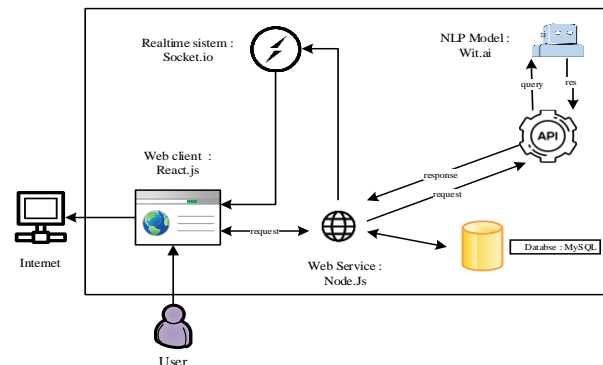 Realtime sistem :
Socket.io
NLP Model :
Wit.ai
query
res
API
Web client :
React.js
response
request
request
Internet
Web Service :
Node.Js
Databse : MySQL
User